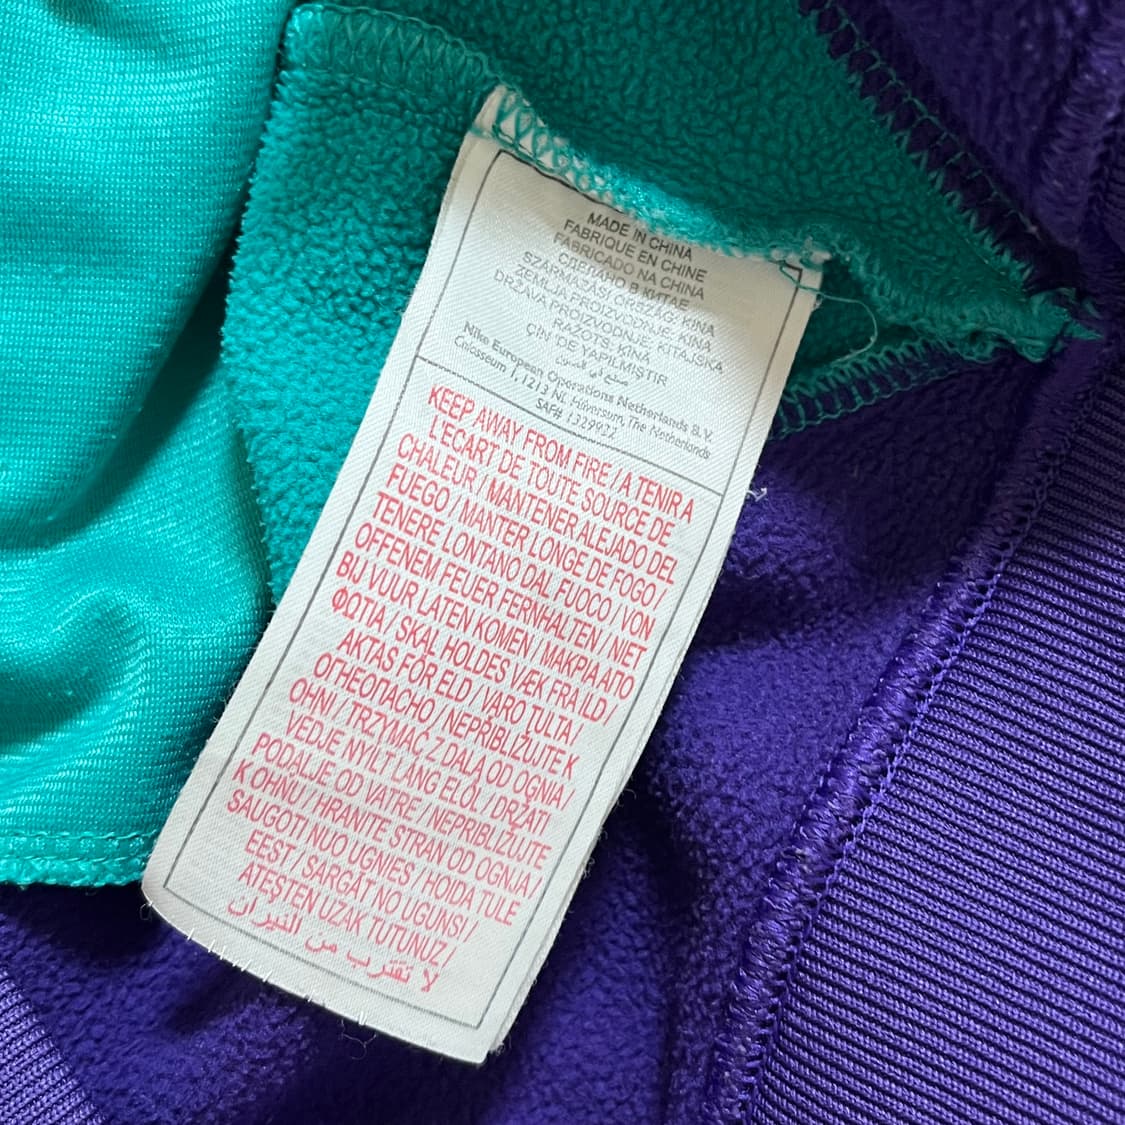 MADE IN CHINA
FABRIQUE EN CHINE
FABRICADO NA CHINA
СДЕЛАНО В КИТАЕ
SZÁRMAZÁSI ORSZÁG: KÍNA
ZEMLJA PROIZVODNJE: KINA
DRŽAVA PROIZVODNJE: KITAJSKA
RAŽOTS: ĶĪNA
ÇİN 'DE YAPILMIŞTIR
صنع في الصين
Nike European Operations Netherlands B.V.
Colosseum 1, 1213 NL Hilversum, The Netherlands
SAF# 1329922
KEEP AWAY FROM FIRE / A TENIR A
L'ECART DE TOUTE SOURCE DE
CHALEUR / MANTENER ALEJADO DEL
FUEGO / MANTER LONGE DE FOGO /
TENERE LONTANO DAL FUOCO / VON
OFFENEM FEUER FERNHALTEN / NET
BIJ VUUR LATEN KOMEN / MAKPIA AΠO
ΦΩTIA / SKAL HOLDES VÆK FRA ILD /
AKTAS FÖR ELD / VARO TULTA /
ОГНЕОПАСНО / NEPŘIBLIŽUJTE K
OHNI / TRZYMAĆ Z DALA OD OGNIA /
VEDJE NYÍLT LÁNG ELŐL / DRŽATI
PODALJE OD VATRE / NEPRIBLIŽUJTE
K OHŇU / HRANITE STRAN OD OGNJA /
SAUGOTI NUO UGNIES / HOIDA TULE
EEST / SARGĀT NO UGUNS! /
ATEŞTEN UZAK TUTUNUZ /
لا تقترب من النيران